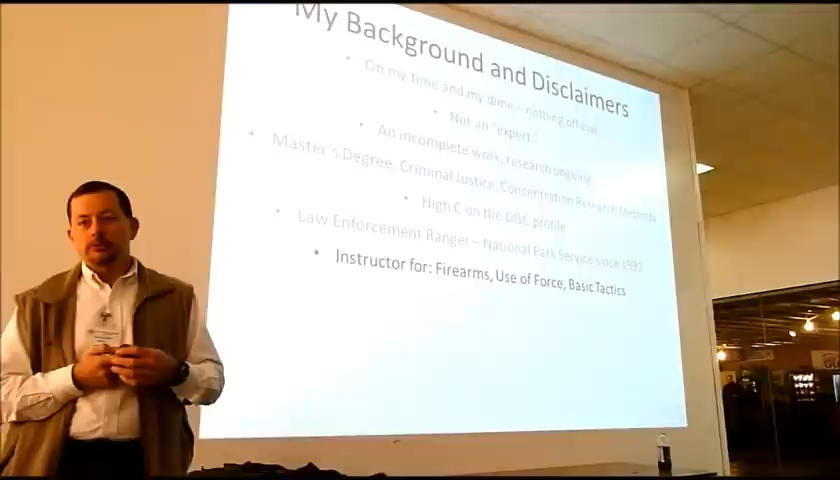 My Background and Disclaimers
• On my time and my dime – nothing official
• Not an "expert"
• An incomplete work, research ongoing
• Master's Degree, Criminal Justice, Concentration Research Methods
• High C on the DISC profile
• Law Enforcement Ranger – National Park Service since 1992
• Instructor for: Firearms, Use of Force, Basic Tactics